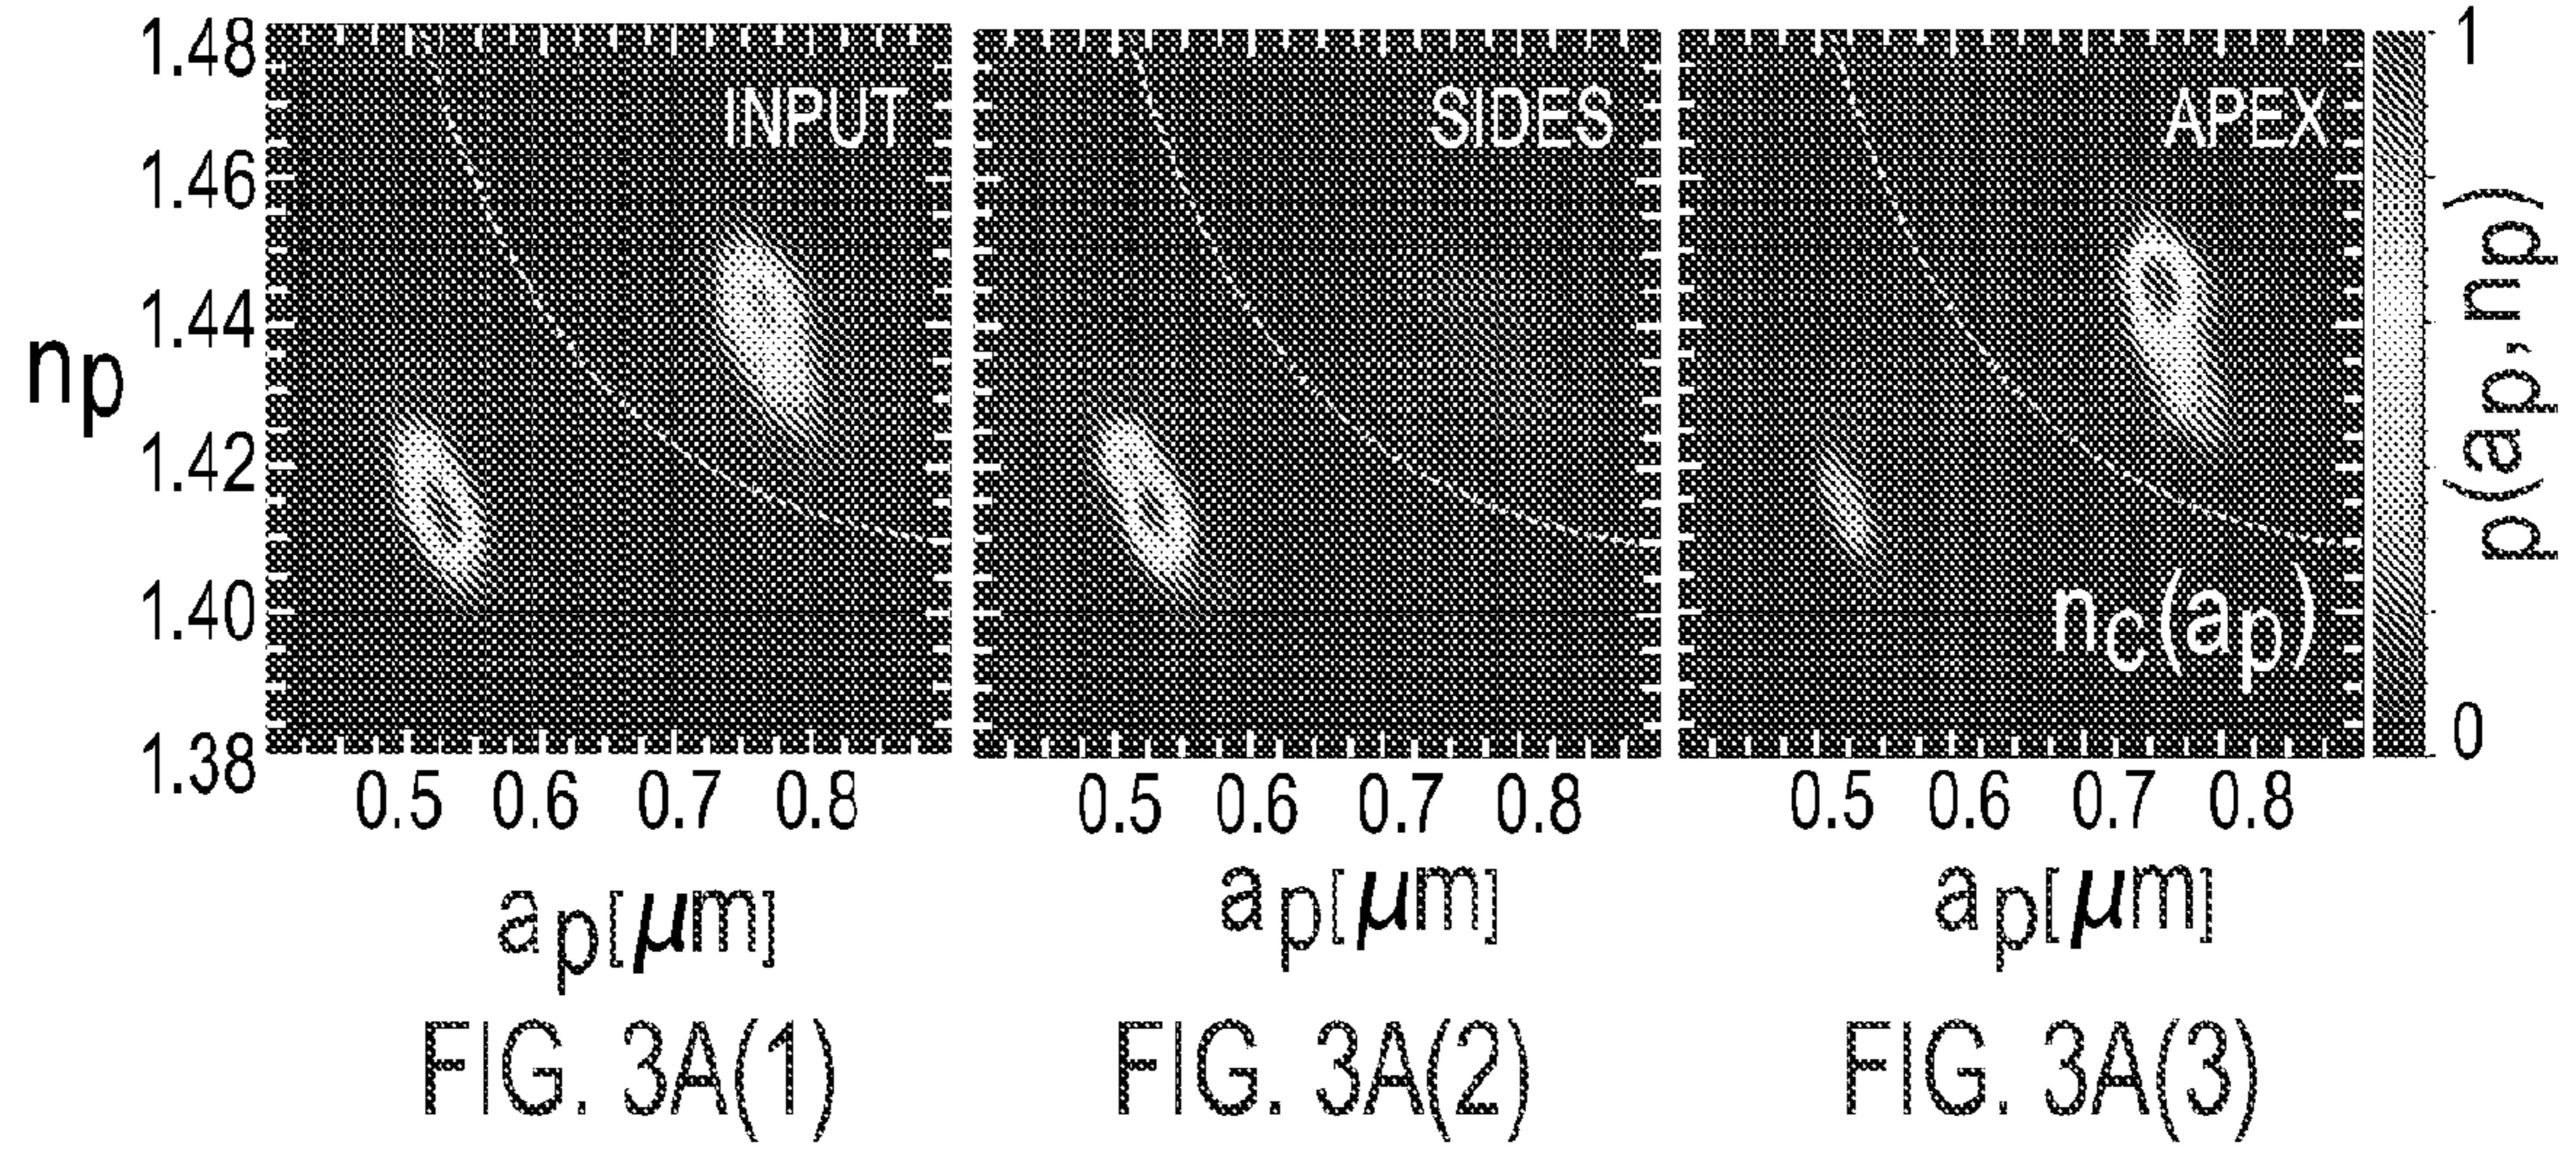 1.48
1.46
1.44
1.42
1.40
1.38
np
INPUT
SIDES
APEX
nc(ap)
1
0
p(ap,np)
0.5 0.6 0.7 0.8
0.5 0.6 0.7 0.8
0.5 0.6 0.7 0.8
ap[μm]
ap[μm]
ap[μm]
FIG. 3A(1)
FIG. 3A(2)
FIG. 3A(3)